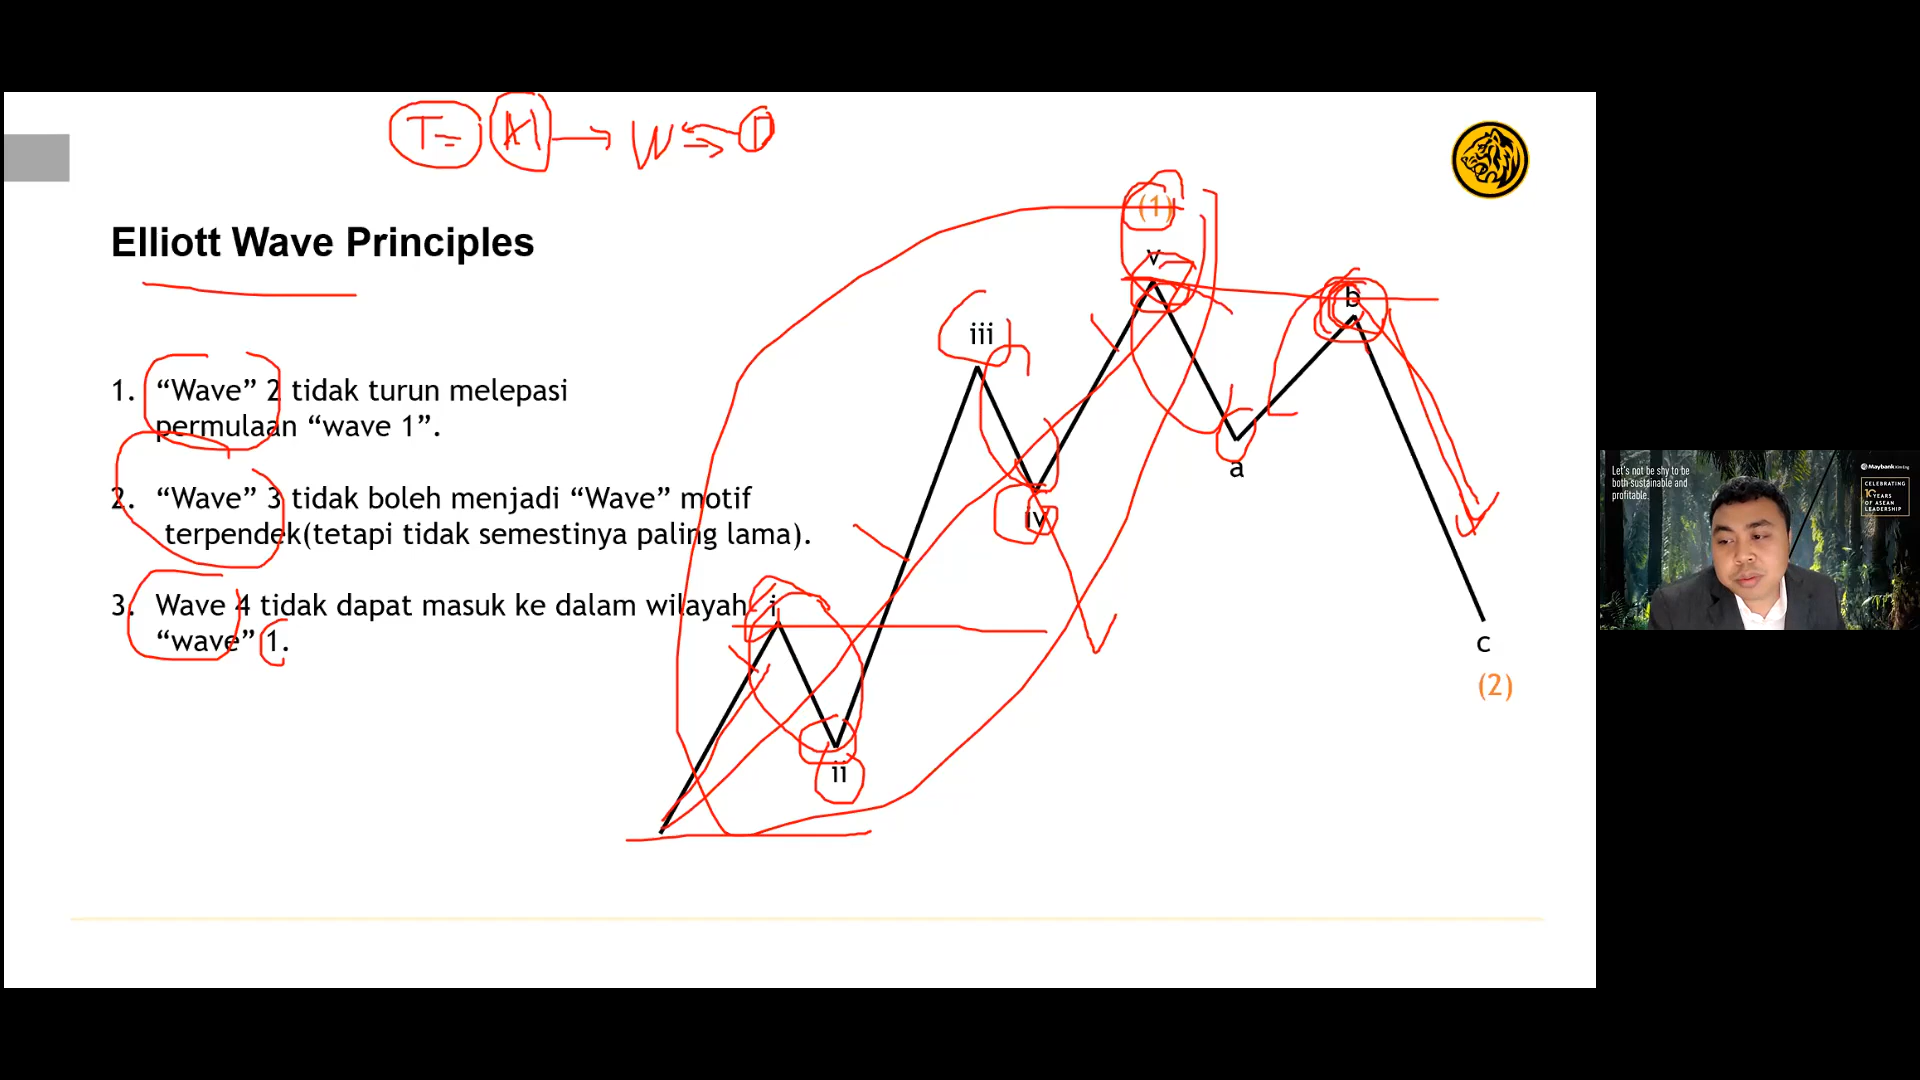 T=
M
W
Elliott Wave Principles
1. “Wave” 2 tidak turun melepasi
permulaan “wave 1”.
2. “Wave” 3 tidak boleh menjadi “Wave” motif
terpendek(tetapi tidak semestinya paling lama).
3. Wave 4 tidak dapat masuk ke dalam wilayah
“wave” 1.
(1)
v
iii
b
a
iv
i
ii
c
(2)
Let's not be shy to be
both sustainable and
profitable.
Maybank Kim Eng
CELEBRATING
10 YEARS
OF ASEAN
LEADERSHIP